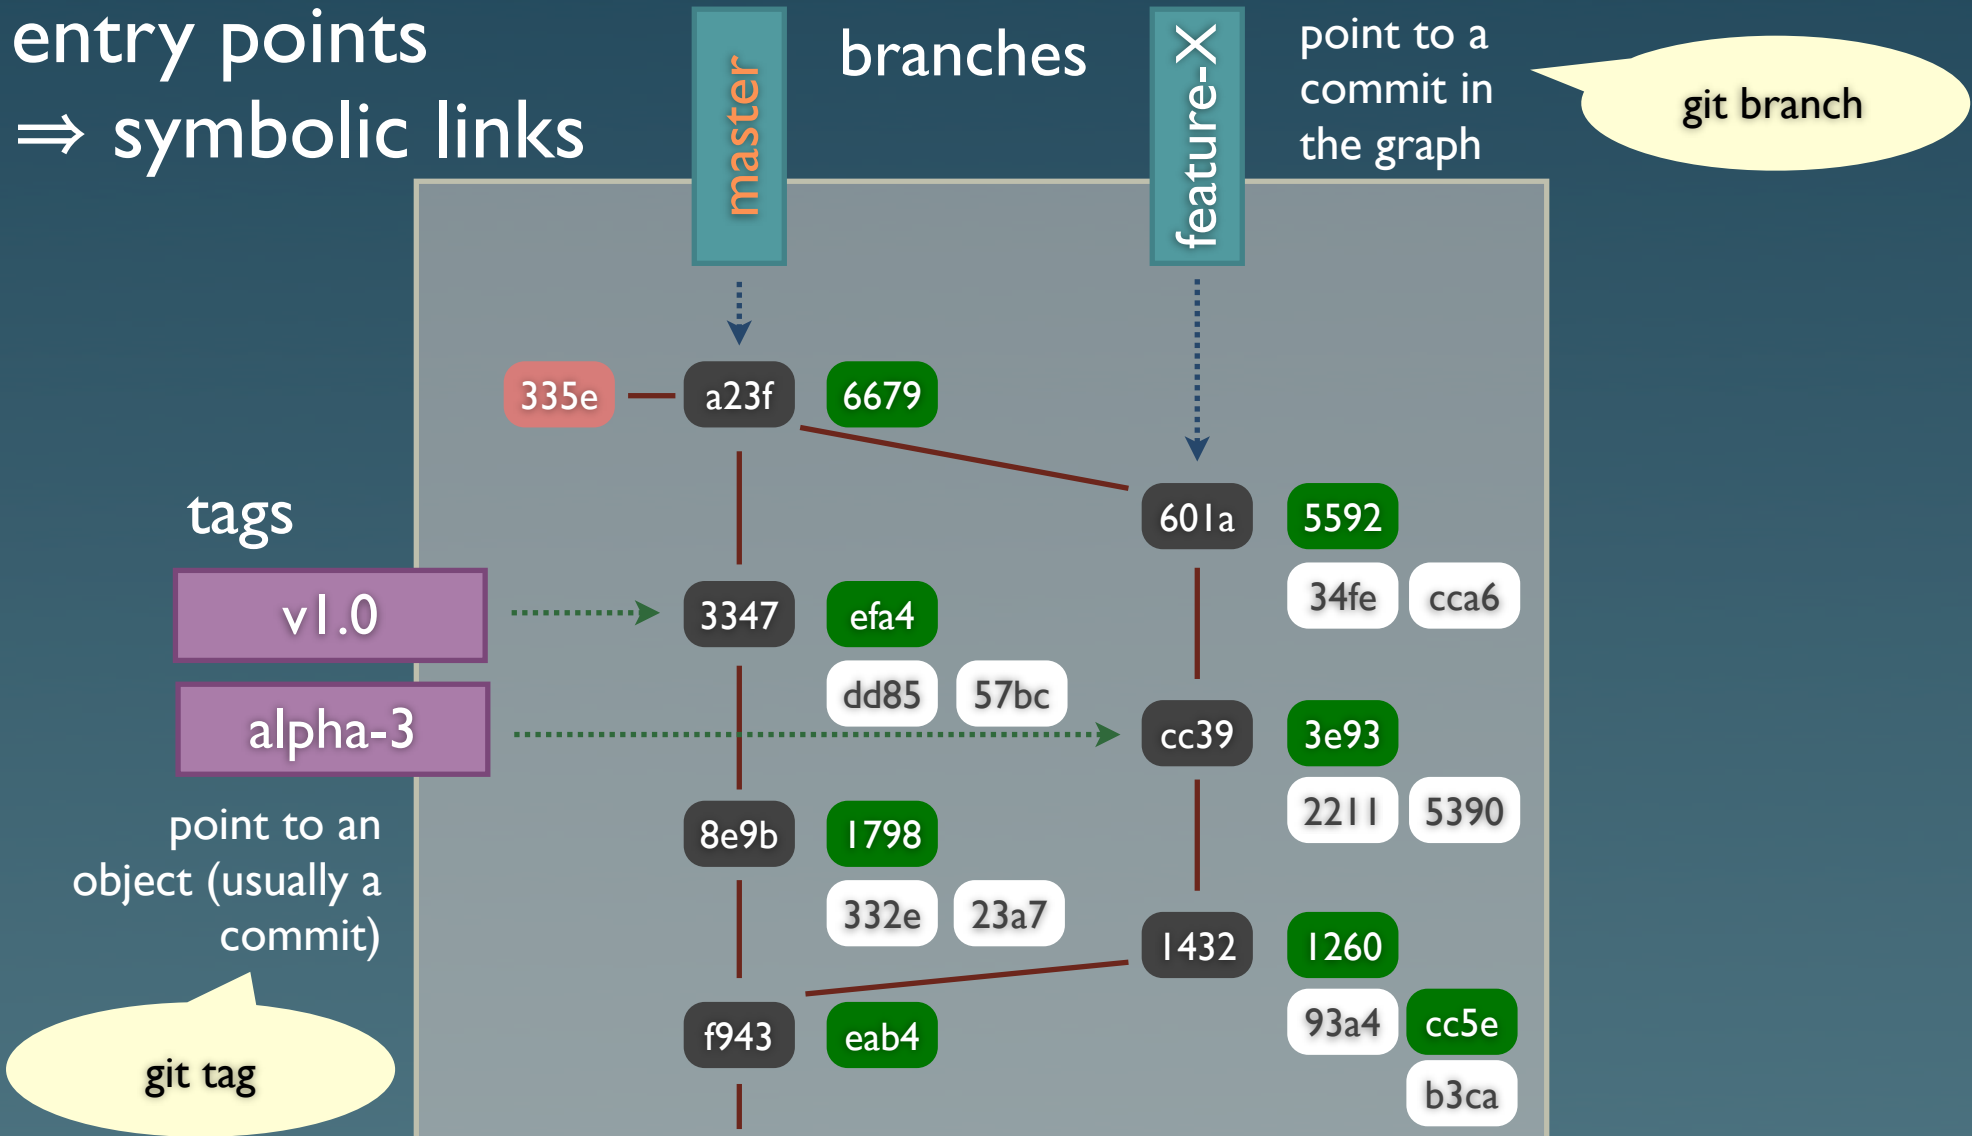 entry points
⇒ symbolic links
master
branches
feature-X
point to a
commit in
the graph
git branch
335e
a23f
6679
601a
5592
34fe
cca6
tags
v1.0
3347
efa4
dd85
57bc
alpha-3
cc39
3e93
2211
5390
8e9b
1798
332e
23a7
point to an
object (usually a
commit)
1432
1260
93a4
cc5e
b3ca
f943
eab4
git tag